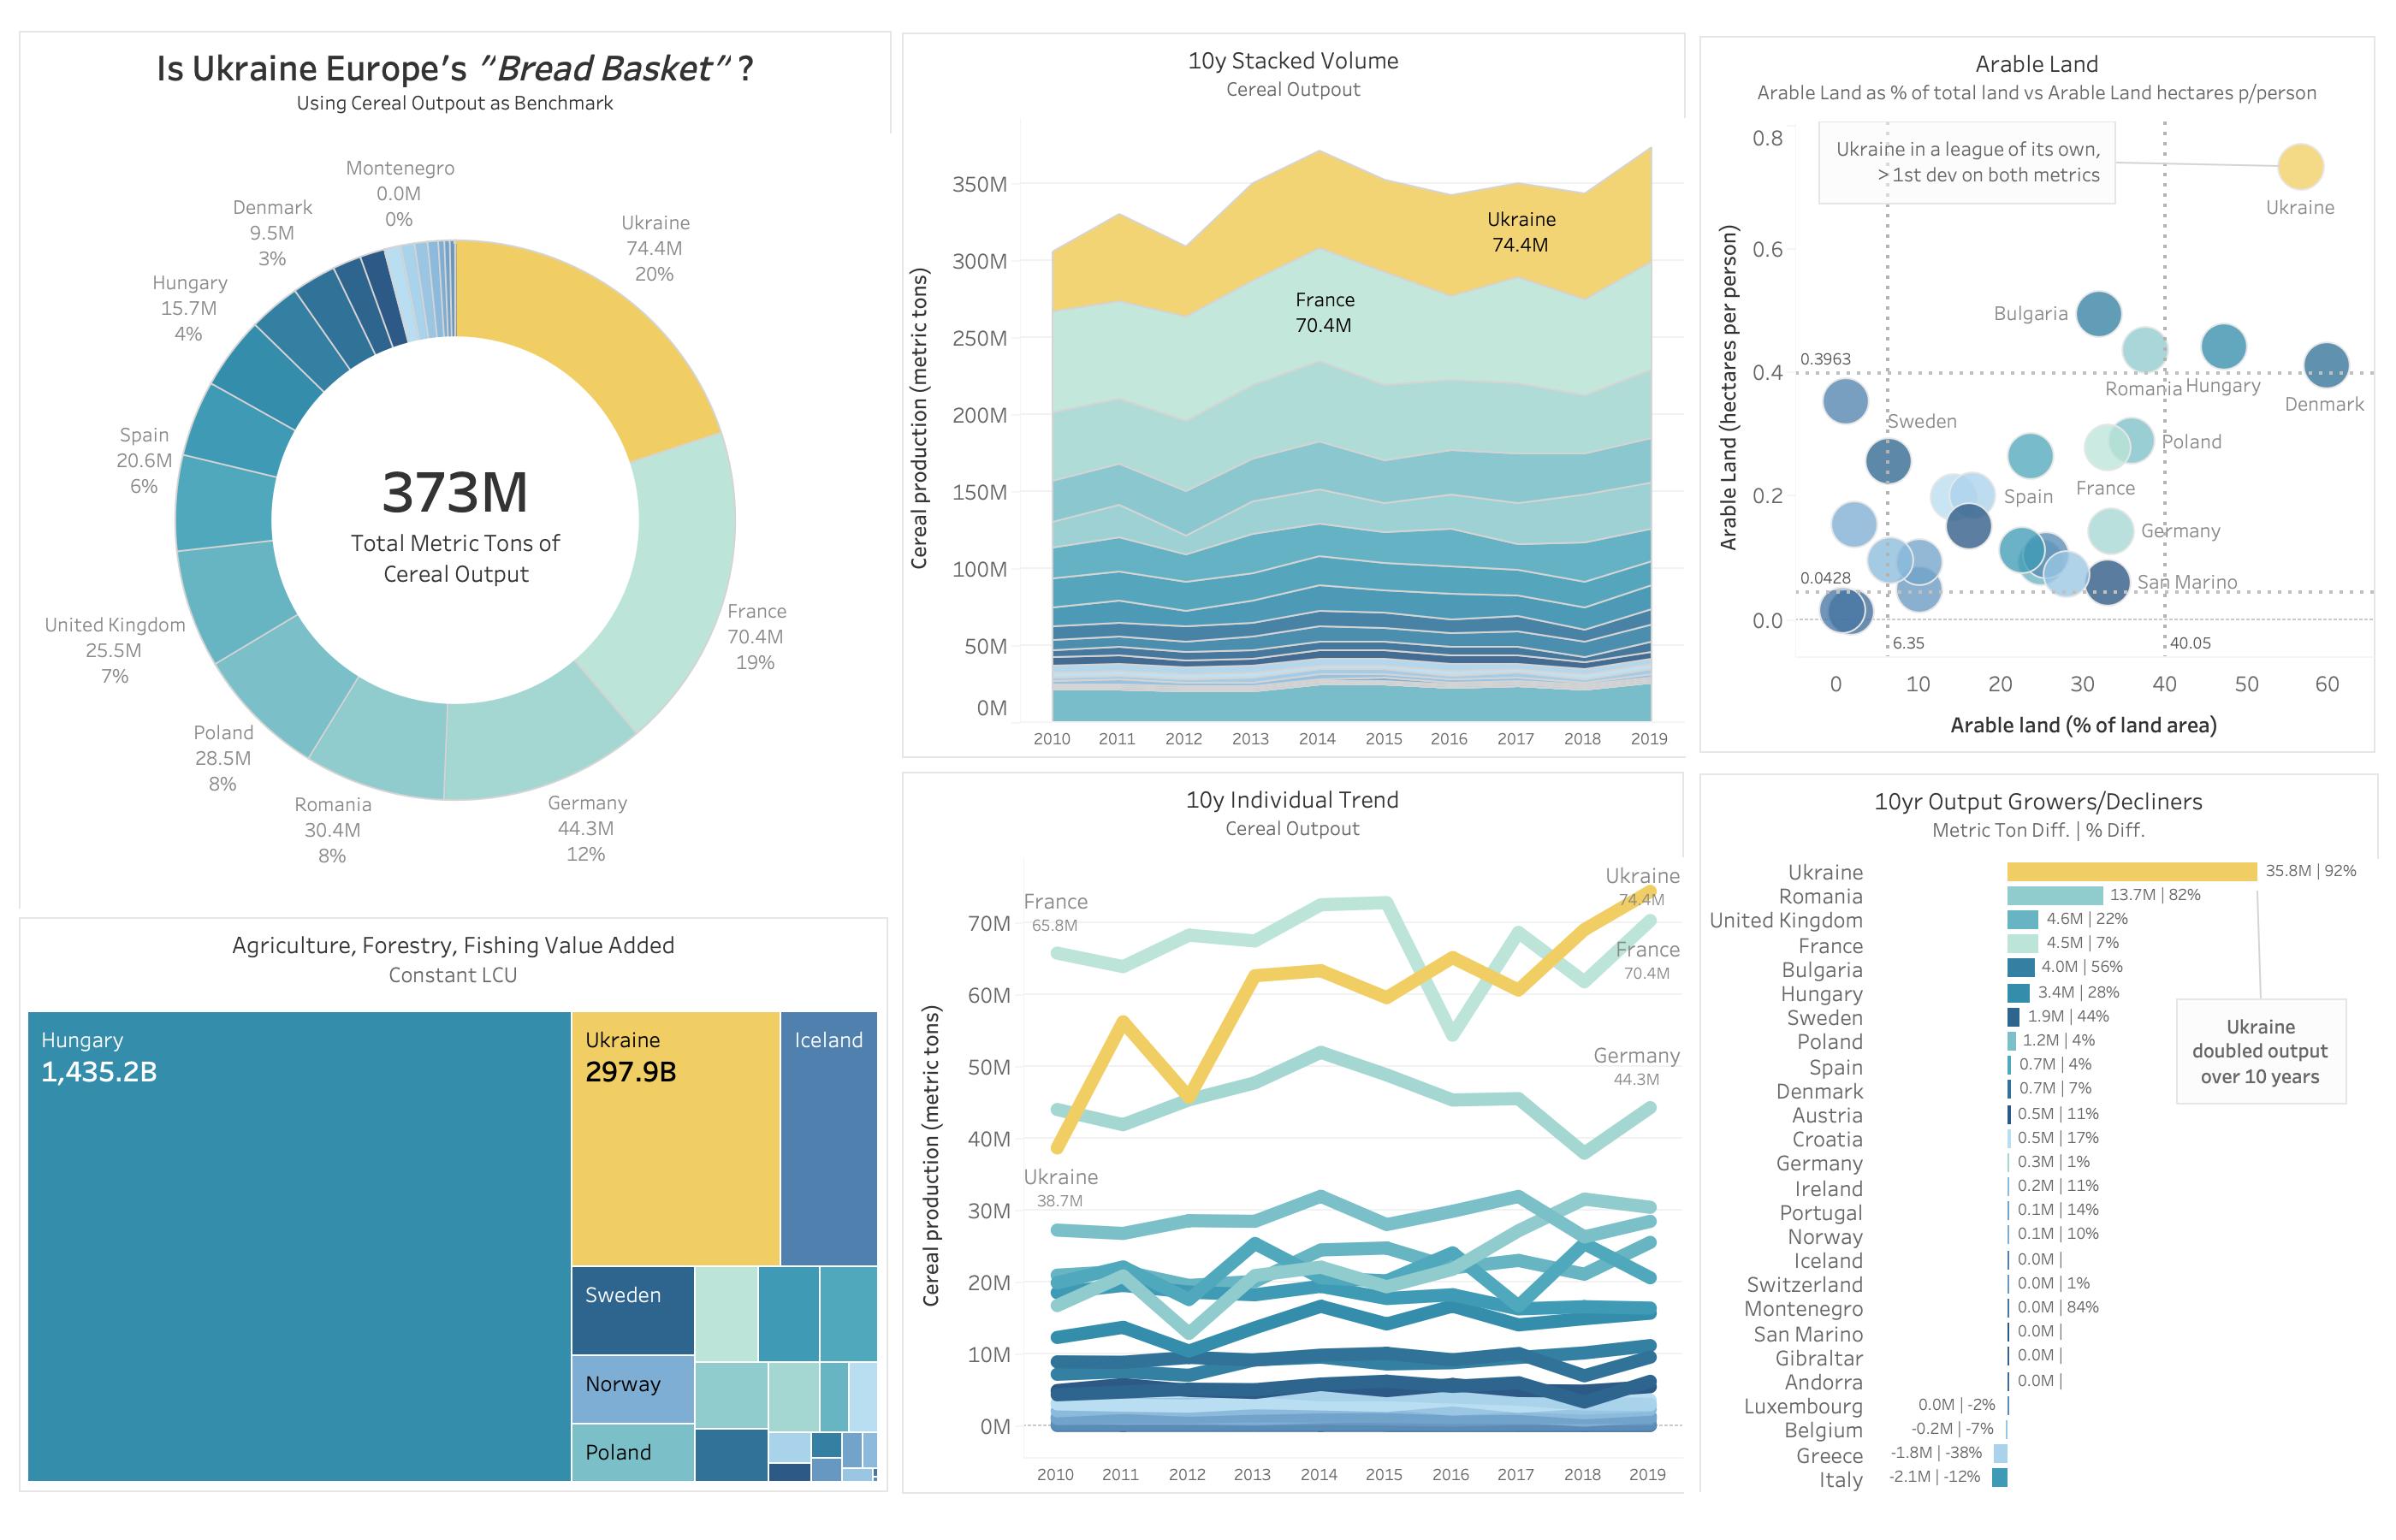 Is Ukraine Europe's "Bread Basket" ?
Using Cereal Outpout as Benchmark
Montenegro
0.0M
0%
Denmark
9.5M
3%
Hungary
15.7M
4%
Spain
20.6M
6%
United Kingdom
25.5M
7%
Poland
28.5M
8%
Romania
30.4M
8%
Germany
44.3M
12%
France
70.4M
19%
Ukraine
74.4M
20%
373M
Total Metric Tons of
Cereal Output
10y Stacked Volume
Cereal Outpout
Cereal production (metric tons)
350M
300M
250M
200M
150M
100M
50M
0M
Ukraine
74.4M
France
70.4M
2010 2011 2012 2013 2014 2015 2016 2017 2018 2019
Arable Land
Arable Land as % of total land vs Arable Land hectares p/person
Arable Land (hectares per person)
0.8
0.6
0.4
0.2
0.0
Ukraine in a league of its own,
> 1st dev on both metrics
Ukraine
Bulgaria
0.3963
Romania
Hungary
Denmark
Sweden
Poland
Spain
France
Germany
0.0428
San Marino
6.35
40.05
0 10 20 30 40 50 60
Arable land (% of land area)
Agriculture, Forestry, Fishing Value Added
Constant LCU
Hungary
1,435.2B
Ukraine
297.9B
Iceland
Sweden
Norway
Poland
10y Individual Trend
Cereal Outpout
Cereal production (metric tons)
70M
60M
50M
40M
30M
20M
10M
0M
France
65.8M
Ukraine
38.7M
Ukraine
74.4M
France
70.4M
Germany
44.3M
2010 2011 2012 2013 2014 2015 2016 2017 2018 2019
10yr Output Growers/Decliners
Metric Ton Diff. | % Diff.
Ukraine 35.8M | 92%
Romania 13.7M | 82%
United Kingdom 4.6M | 22%
France 4.5M | 7%
Bulgaria 4.0M | 56%
Hungary 3.4M | 28%
Sweden 1.9M | 44%
Poland 1.2M | 4%
Spain 0.7M | 4%
Denmark 0.7M | 7%
Austria 0.5M | 11%
Croatia 0.5M | 17%
Germany 0.3M | 1%
Ireland 0.2M | 11%
Portugal 0.1M | 14%
Norway 0.1M | 10%
Iceland 0.0M |
Switzerland 0.0M | 1%
Montenegro 0.0M | 84%
San Marino 0.0M |
Gibraltar 0.0M |
Andorra 0.0M |
Luxembourg 0.0M | -2%
Belgium -0.2M | -7%
Greece -1.8M | -38%
Italy -2.1M | -12%
Ukraine
doubled output
over 10 years